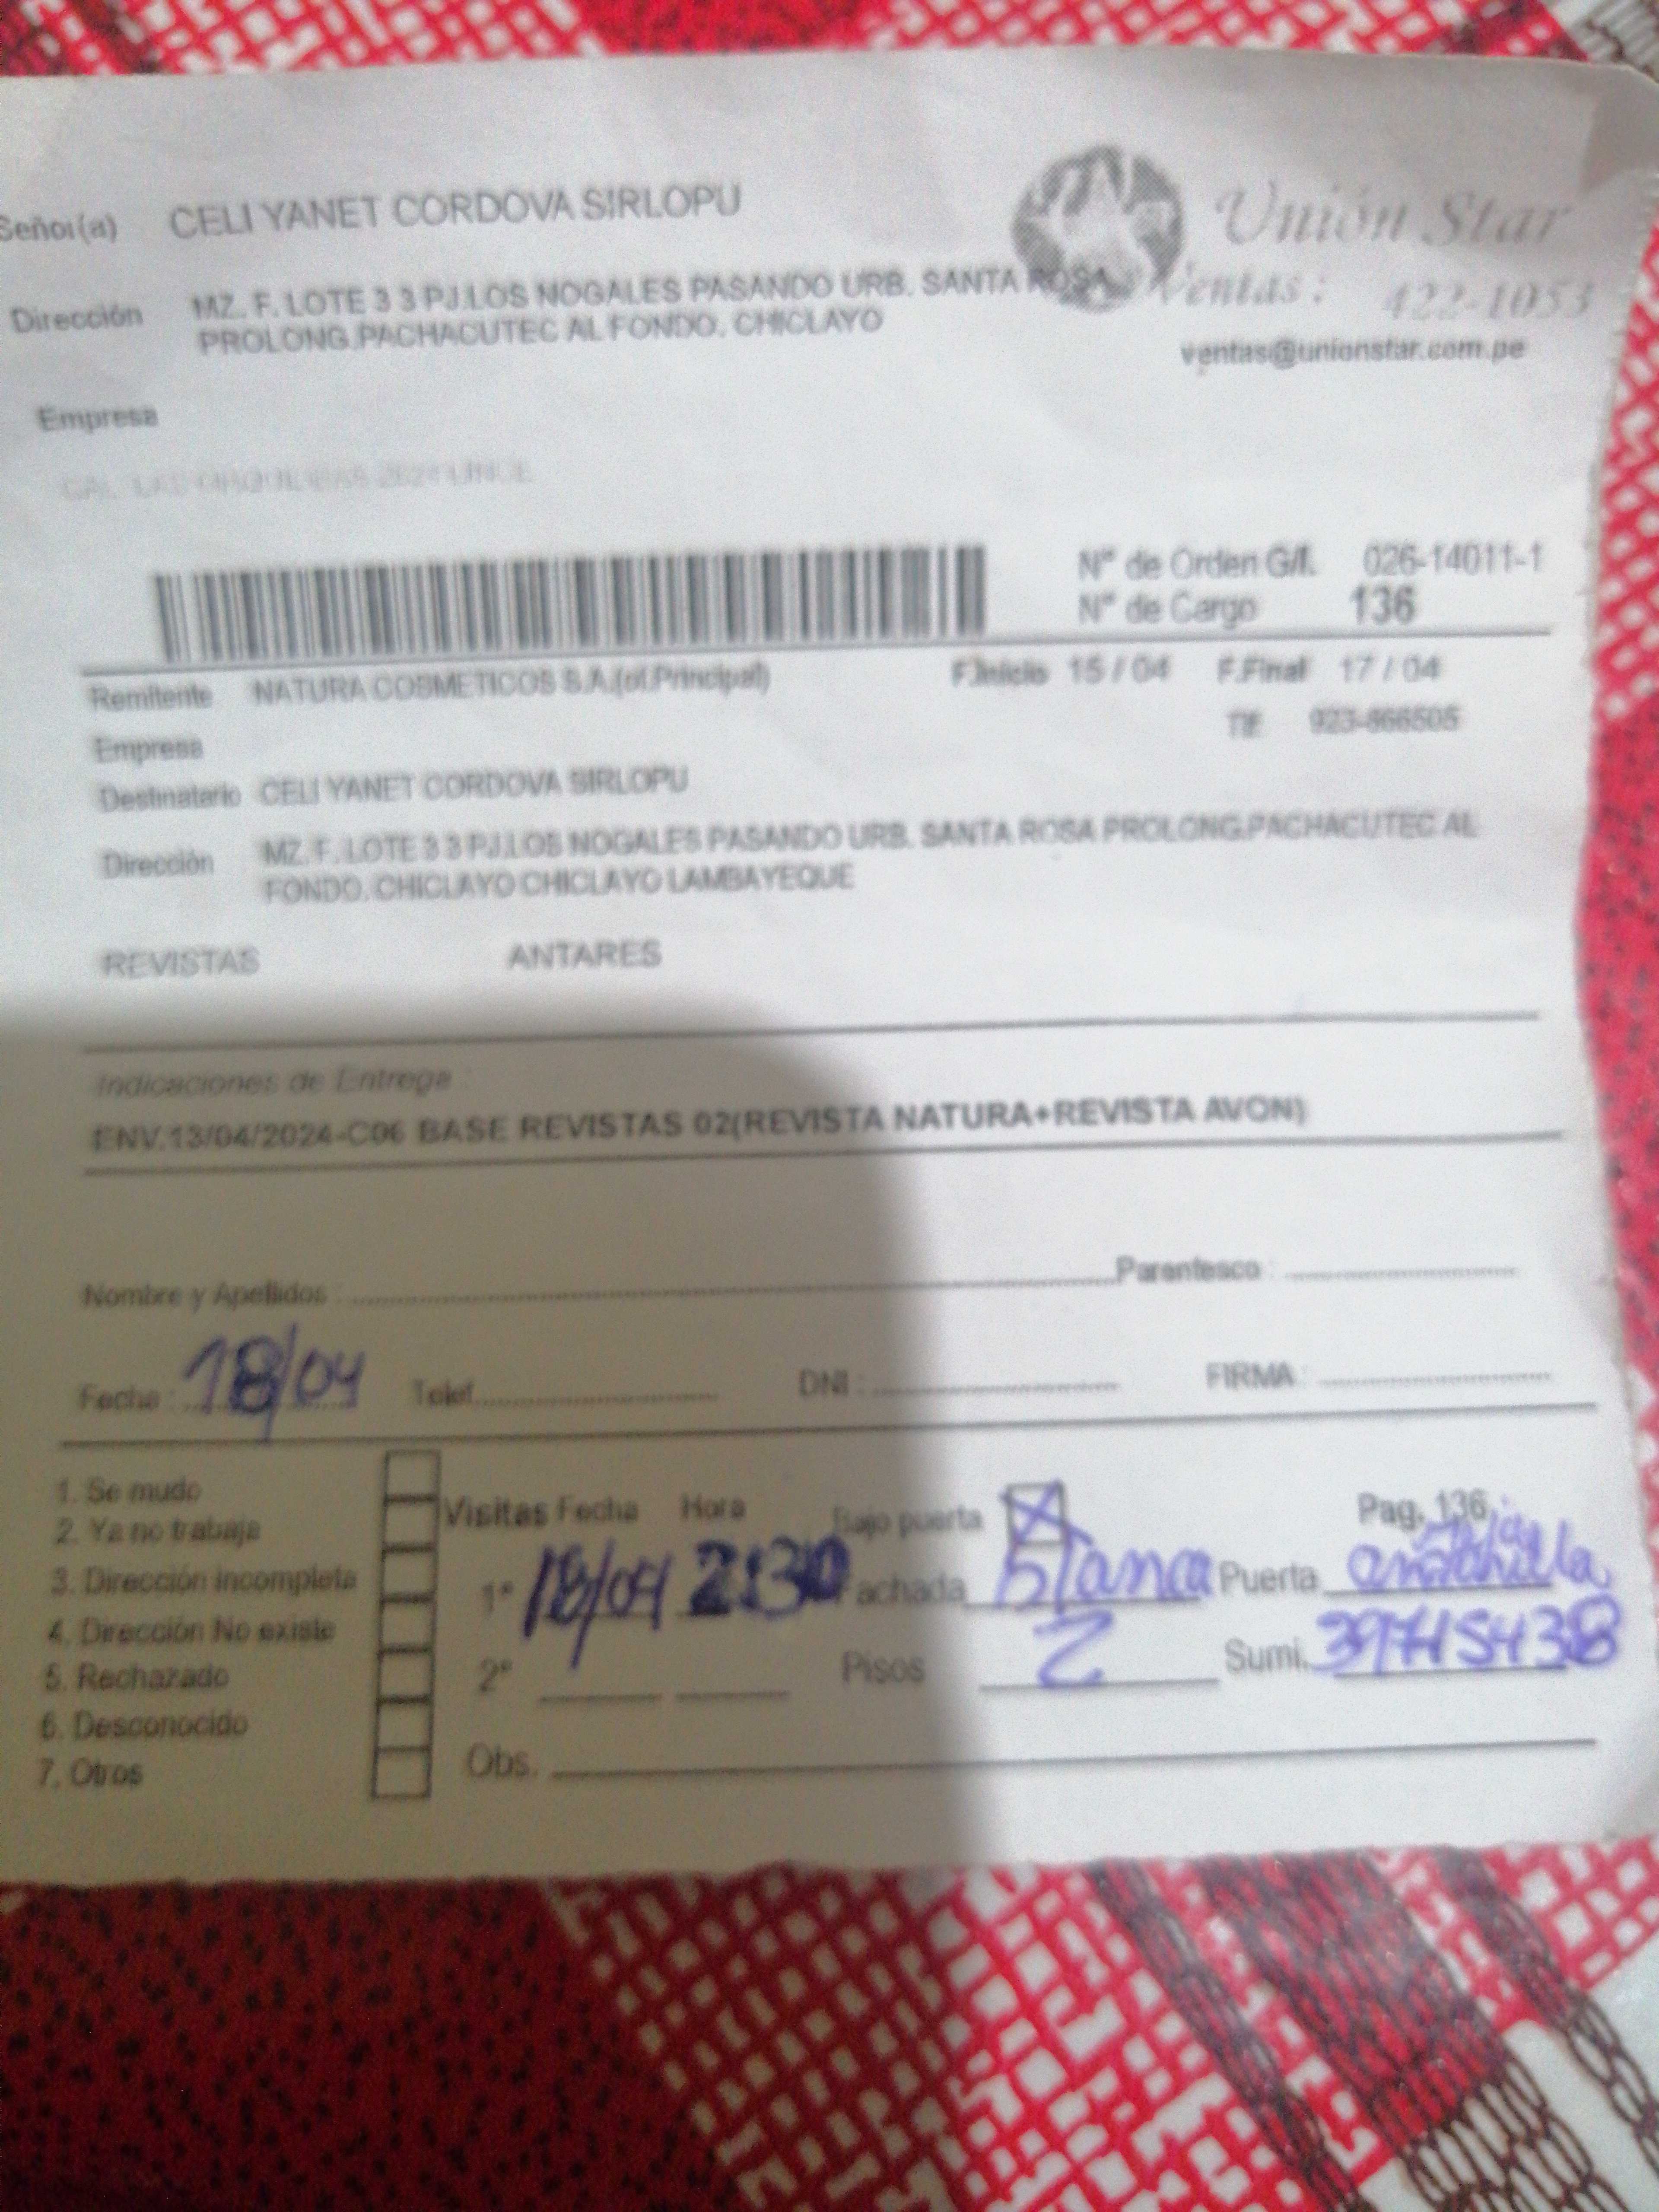 Señor(a) CELI YANET CORDOVA SIRLOPU
Unión Star
Dirección MZ. F. LOTE 3 3 PJ.LOS NOGALES PASANDO URB. SANTA ROSA
PROLONG.PACHACUTEC AL FONDO. CHICLAYO
Ventas: 422-1053
ventas@unionstar.com.pe
Empresa
N° de Orden G/I. 026-14011-1
N° de Cargo 136
Remitente NATURA COSMETICOS S.A.(of.Principal) F.Inicio 15 / 04 F.Final 17 / 04
Empresa Tlf. 923-866505
Destinatario CELI YANET CORDOVA SIRLOPU
Dirección MZ. F. LOTE 3 3 PJ.LOS NOGALES PASANDO URB. SANTA ROSA PROLONG.PACHACUTEC AL
FONDO. CHICLAYO CHICLAYO LAMBAYEQUE
REVISTAS ANTARES
Indicaciones de Entrega :
ENV.13/04/2024-C06 BASE REVISTAS 02(REVISTA NATURA+REVISTA AVON)
Nombre y Apellidos : Parentesco :
Fecha : 18/04 Telef. DNI : FIRMA :
1. Se mudo
2. Ya no trabaja
3. Dirección incompleta
4. Dirección No existe
5. Rechazado
6. Desconocido
7. Otros
Visitas Fecha Hora Bajo puerta X Pag. 136
1° 18/04 2:30 Fachada blanca Puerta
2° Pisos 2 Sumi.
Obs.